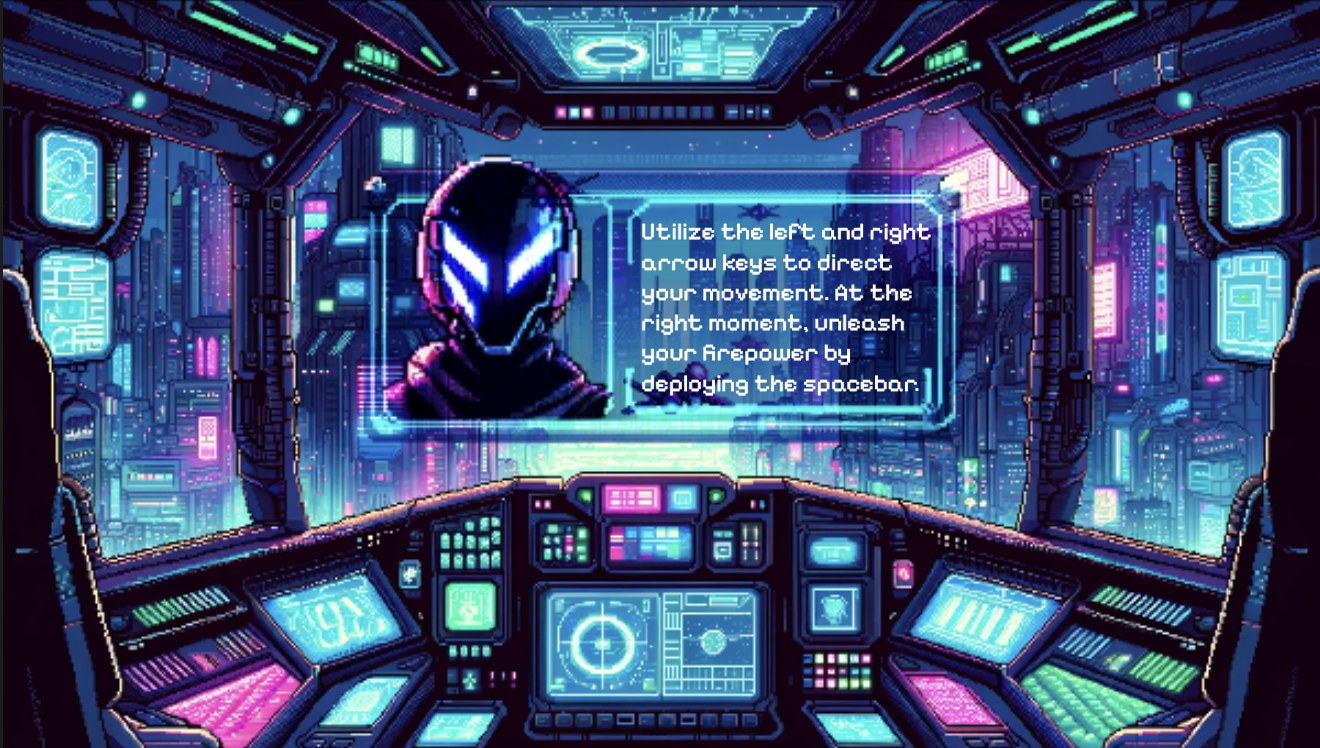 Utilize the left and right
arrow keys to direct
your movement. At the
right moment, unleash
your firepower by
deploying the spacebar.